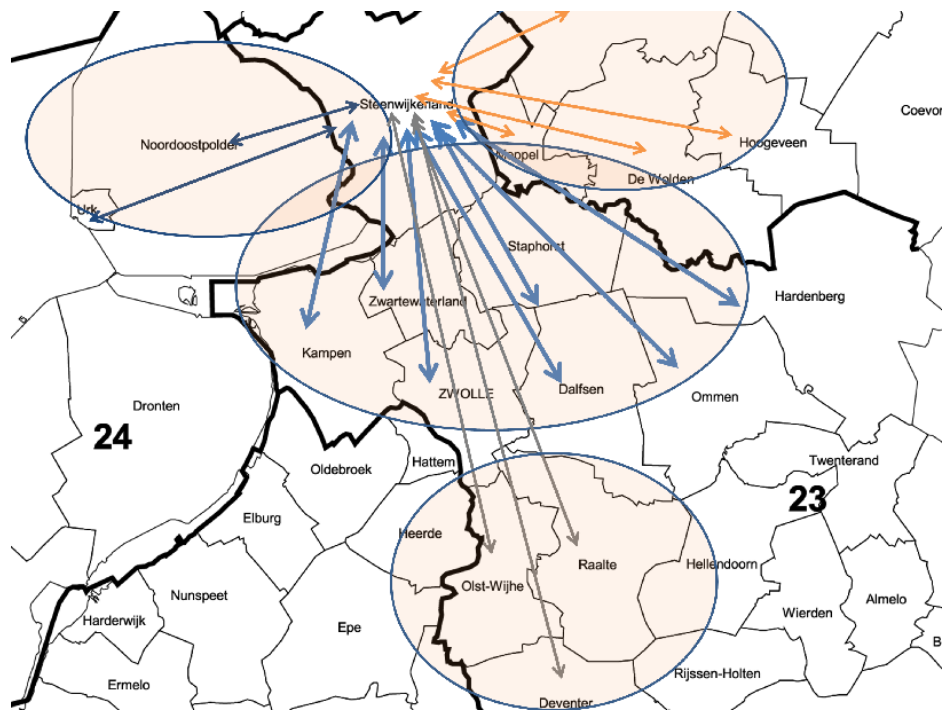 Steenwijkerland
Coevor
Noordoostpolder
Hoogeveen
Meppel
De Wolden
Urk
Staphorst
Hardenberg
Zwartewaterland
Kampen
Dalfsen
ZWOLLE
Ommen
Dronten
24
Twenterand
Hattem
Oldebroek
23
Elburg
Heerde
Raalte
Hellendoorn
Olst-Wijhe
Nunspeet
Almelo
Wierden
Harderwijk
Epe
B
Rijssen-Holten
Ermelo
Deventer